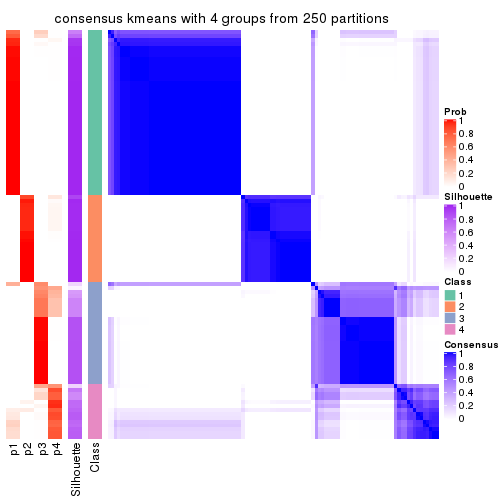 consensus kmeans with 4 groups from 250 partitions
Prob
1
0.8
0.6
0.4
0.2
0
Silhouette
1
0.8
0.6
0.4
0.2
0
Class
1
2
3
4
Consensus
1
0.8
0.6
0.4
0.2
0
p1
p2
p3
p4
Silhouette
Class